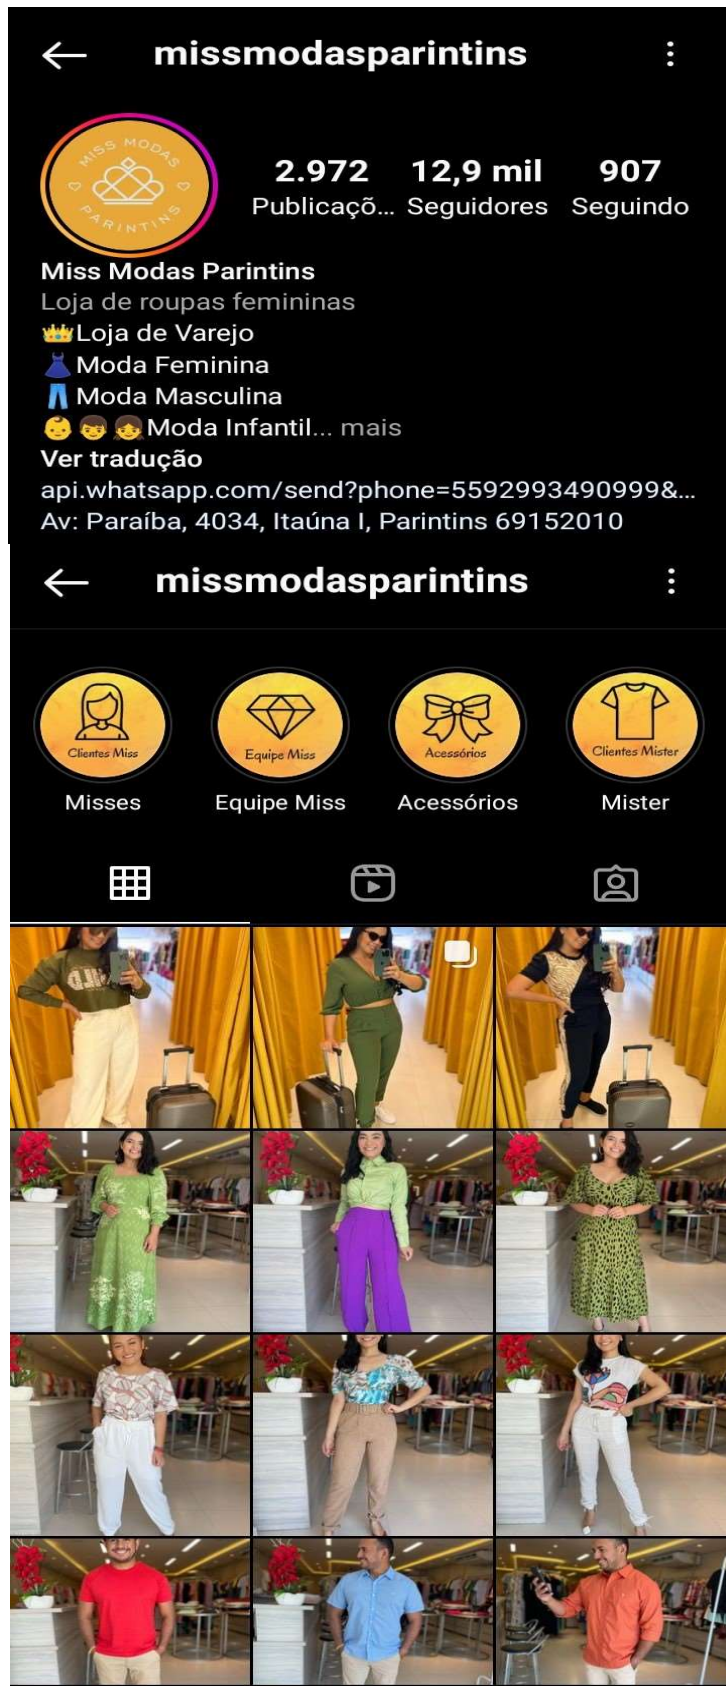 missmodasparintins
MISS MODAS
PARINTINS
2.972 12,9 mil 907
Publicaçõ... Seguidores Seguindo
Miss Modas Parintins
Loja de roupas femininas
Loja de Varejo
Moda Feminina
Moda Masculina
Moda Infantil... mais
Ver tradução
api.whatsapp.com/send?phone=5592993490999&...
Av: Paraíba, 4034, Itaúna I, Parintins 69152010
missmodasparintins
Clientes Miss Equipe Miss Acessórios Clientes Mister
Misses Equipe Miss Acessórios Mister